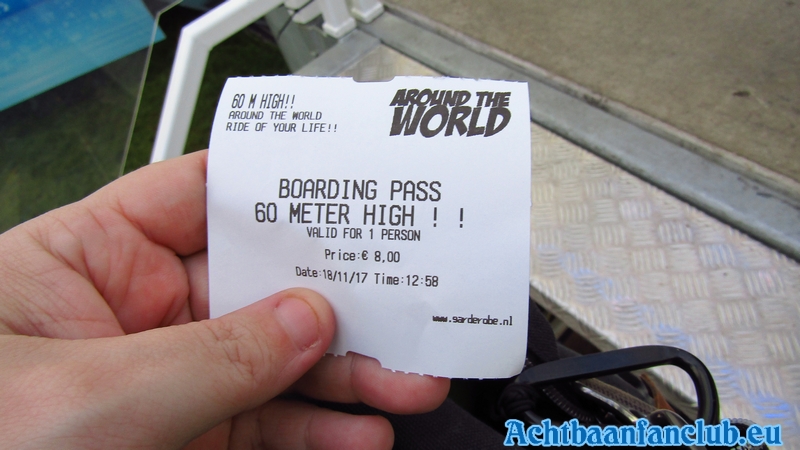 60 M HIGH!!
AROUND THE WORLD
RIDE OF YOUR LIFE!!
AROUND THE
WORLD
BOARDING PASS
60 METER HIGH ! !
VALID FOR 1 PERSON
Price:€ 8,00
Date:18/11/17 Time:12:58
www.garderobe.nl
Achtbaanfanclub.eu